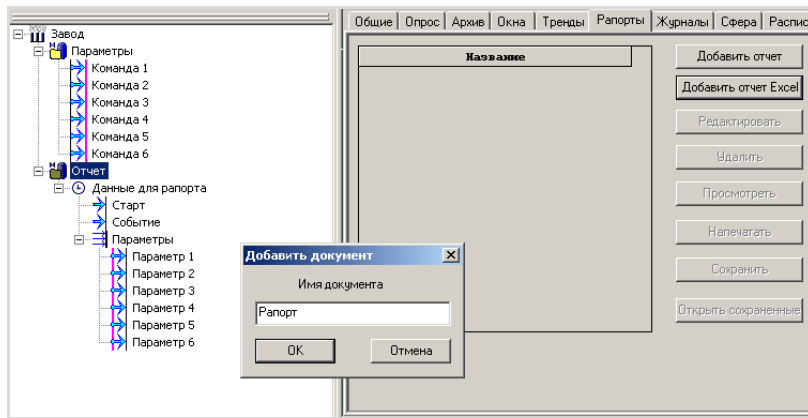 Завод
Параметры
Команда 1
Команда 2
Команда 3
Команда 4
Команда 5
Команда 6
Отчет
Данные для рапорта
Старт
Событие
Параметры
Параметр 1
Параметр 2
Параметр 3
Параметр 4
Параметр 5
Параметр 6
Общие Опрос Архив Окна Тренды Рапорты Журналы Сфера Распис
Название
Добавить отчет
Добавить отчет Excel
Редактировать
Удалить
Просмотреть
Напечатать
Сохранить
Открыть сохраненные
Добавить документ
Имя документа
Рапорт
OK Отмена